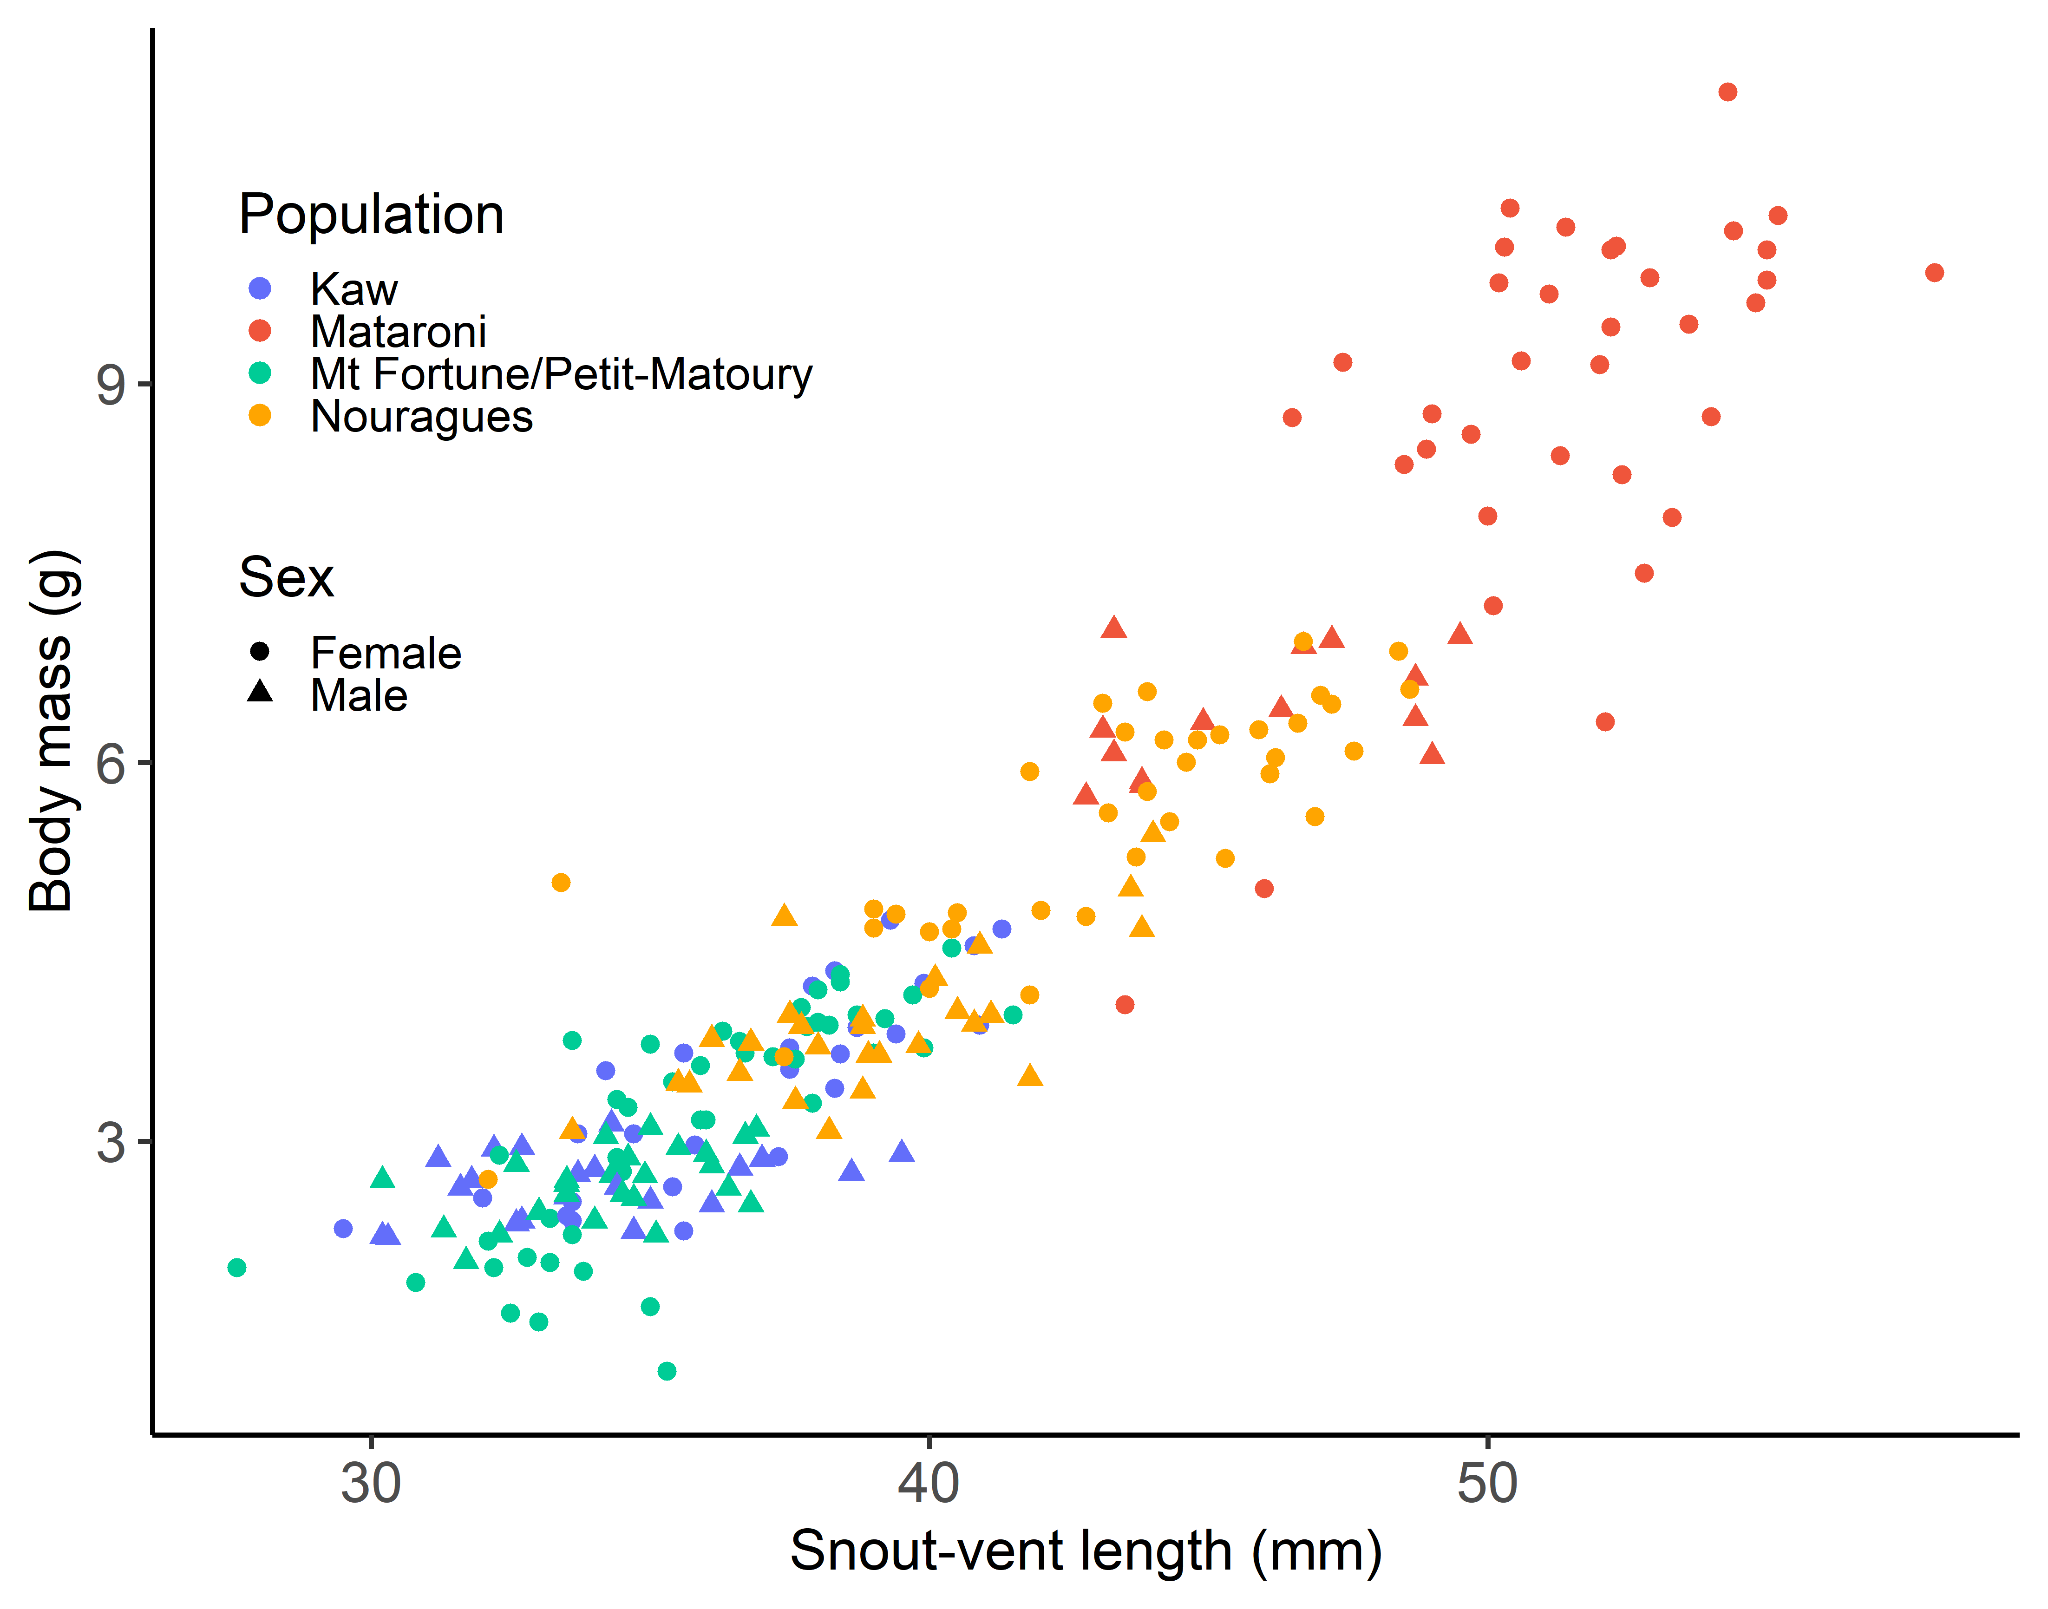 Population
Kaw
Mataroni
Mt Fortune/Petit-Matoury
Nouragues
Sex
Female
Male
Body mass (g)
9
6
3
30 40 50
Snout-vent length (mm)